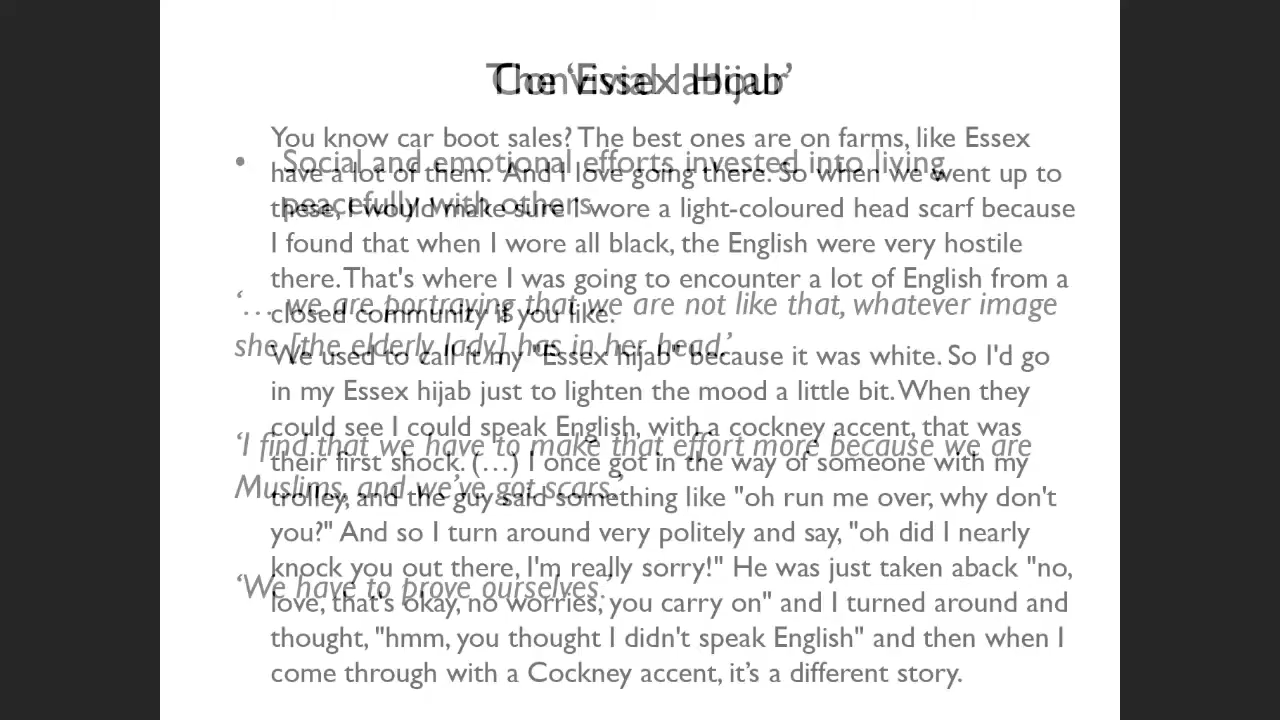 The ‘Essex Hijab’
You know car boot sales? The best ones are on farms, like Essex
have a lot of them. And I love going there. So when we went up to
these, I would make sure I wore a light-coloured head scarf because
I found that when I wore all black, the English were very hostile
there. That's where I was going to encounter a lot of English from a
closed community if you like.
We used to call it my "Essex hijab" because it was white. So I'd go
in my Essex hijab just to lighten the mood a little bit. When they
could see I could speak English, with a cockney accent, that was
their first shock. (…) I once got in the way of someone with my
trolley, and the guy said something like "oh run me over, why don't
you?" And so I turn around very politely and say, "oh did I nearly
knock you out there, I'm really sorry!" He was just taken aback "no,
love, that's okay, no worries, you carry on" and I turned around and
thought, "hmm, you thought I didn't speak English" and then when I
come through with a Cockney accent, it’s a different story.
Convivial labour
• Social and emotional efforts invested into living
peacefully with others
‘… we are portraying that we are not like that, whatever image
she [the elderly lady] has in her head.’
‘I find that we have to make that effort more because we are
Muslims, and we’ve got scars.’
‘We have to prove ourselves.’